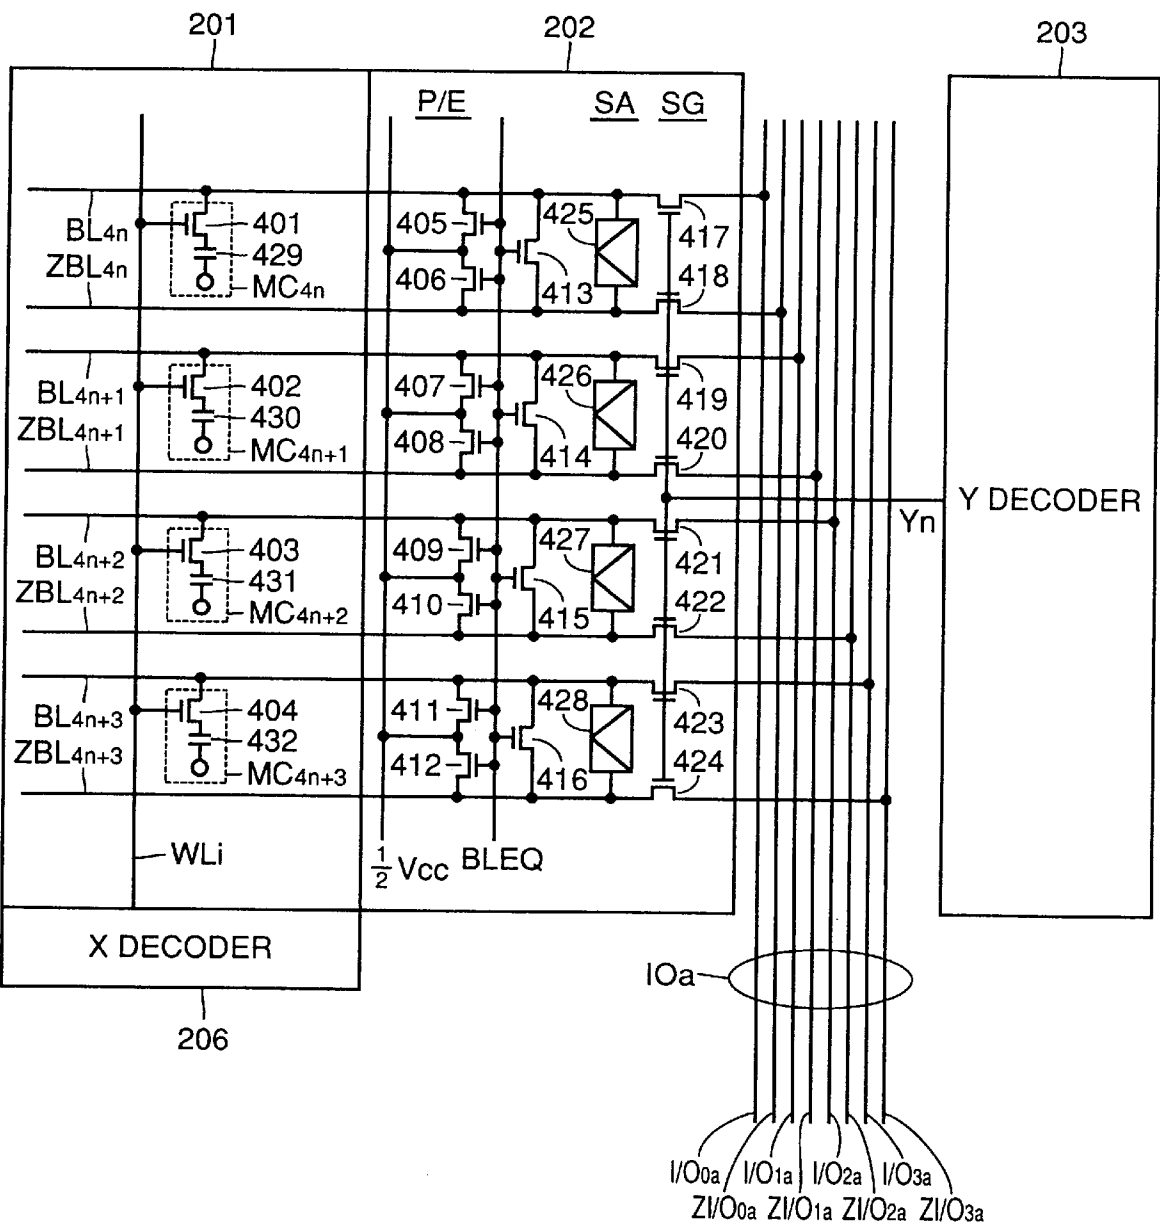 201
202
203
P/E
SA
SG
BL4n
ZBL4n
401
429
MC4n
405
406
413
425
417
418
BL4n+1
ZBL4n+1
402
430
MC4n+1
407
408
414
426
419
420
Yn
Y DECODER
BL4n+2
ZBL4n+2
403
431
MC4n+2
409
410
415
427
421
422
BL4n+3
ZBL4n+3
404
432
MC4n+3
411
412
416
428
423
424
WLi
1/2 Vcc
BLEQ
X DECODER
206
IOa
I/O0a
I/O1a
I/O2a
I/O3a
ZI/O0a
ZI/O1a
ZI/O2a
ZI/O3a